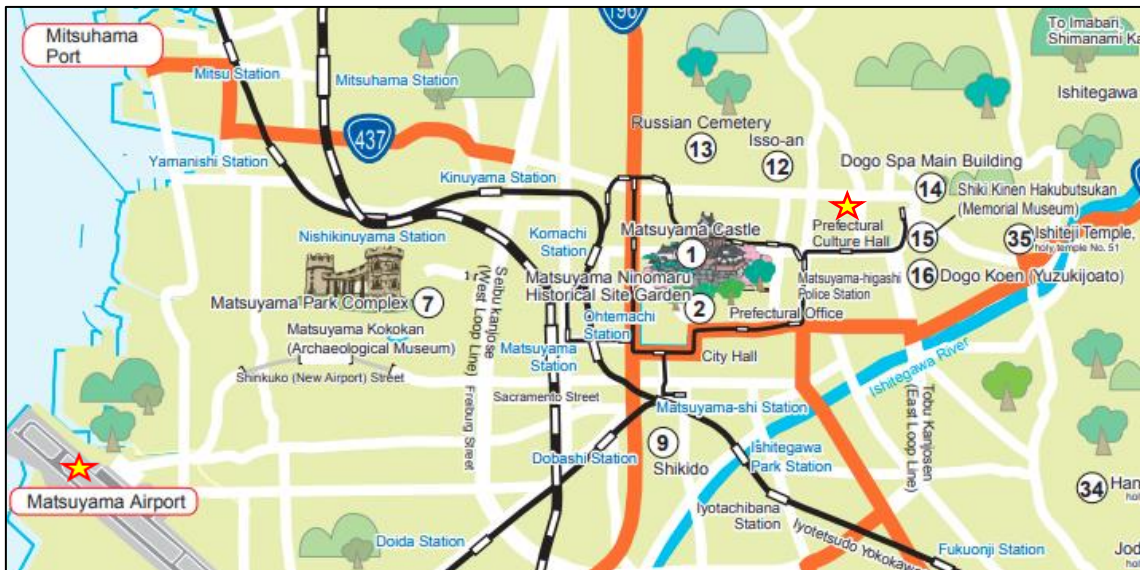 196
To Imabari,
Shimanami Ka
Mitsuhama
Port
Mitsu Station
Mitsuhama Station
Ishitegawa
437
Russian Cemetery
13
Isso-an
12
Yamanishi Station
Dogo Spa Main Building
14
Kinuyama Station
Shiki Kinen Hakubutsukan
(Memorial Museum)
Prefectural
Culture Hall
15
35
Ishiteji Temple,
holy temple No. 51
Nishikinuyama Station
Komachi
Station
Matsuyama Castle
1
Matsuyama Park Complex
7
Seibu kanjose
(West Loop Line)
Matsuyama Ninomaru
Historical Site Garden
2
Matsuyama-higashi
Police Station
16
Dogo Koen (Yuzukijoato)
Prefectural Office
Ohtemachi
Station
Matsuyama Kokokan
(Archaeological Museum)
Matsuyama
Station
City Hall
Ishitegawa River
Shinkuko (New Airport) Street
Freiburg Street
Sacramento Street
Tobu Kanjosen
(East Loop Line)
Matsuyama-shi Station
9
Shikido
Dobashi Station
Ishitegawa
Park Station
Matsuyama Airport
34
Han
hol
Iyotachibana
Station
Iyotetsudo Yokokawa
Doida Station
Fukuonji Station
Jod
hol